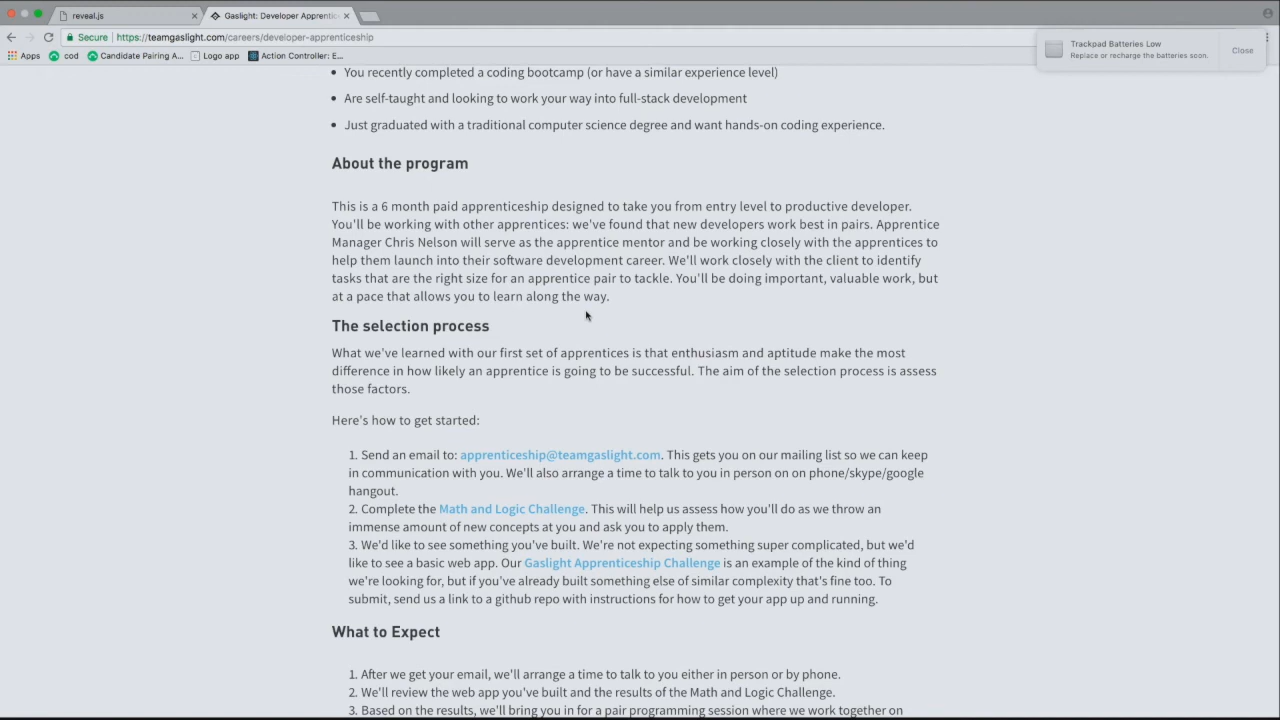 reveal.js
Gaslight: Developer Apprentic
Secure
https://teamgaslight.com/careers/developer-apprenticeship
Apps
cod
Candidate Pairing A...
Logo app
Action Controller: E...
Trackpad Batteries Low
Replace or recharge the batteries soon.
Close
• You recently completed a coding bootcamp (or have a similar experience level)
• Are self-taught and looking to work your way into full-stack development
• Just graduated with a traditional computer science degree and want hands-on coding experience.
About the program
This is a 6 month paid apprenticeship designed to take you from entry level to productive developer.
You'll be working with other apprentices: we've found that new developers work best in pairs. Apprentice
Manager Chris Nelson will serve as the apprentice mentor and be working closely with the apprentices to
help them launch into their software development career. We'll work closely with the client to identify
tasks that are the right size for an apprentice pair to tackle. You'll be doing important, valuable work, but
at a pace that allows you to learn along the way.
The selection process
What we've learned with our first set of apprentices is that enthusiasm and aptitude make the most
difference in how likely an apprentice is going to be successful. The aim of the selection process is assess
those factors.
Here's how to get started:
1. Send an email to: apprenticeship@teamgaslight.com. This gets you on our mailing list so we can keep
in communication with you. We'll also arrange a time to talk to you in person on on phone/skype/google
hangout.
2. Complete the Math and Logic Challenge. This will help us assess how you'll do as we throw an
immense amount of new concepts at you and ask you to apply them.
3. We'd like to see something you've built. We're not expecting something super complicated, but we'd
like to see a basic web app. Our Gaslight Apprenticeship Challenge is an example of the kind of thing
we're looking for, but if you've already built something else of similar complexity that's fine too. To
submit, send us a link to a github repo with instructions for how to get your app up and running.
What to Expect
1. After we get your email, we'll arrange a time to talk to you either in person or by phone.
2. We'll review the web app you've built and the results of the Math and Logic Challenge.
3. Based on the results, we'll bring you in for a pair programming session where we work together on